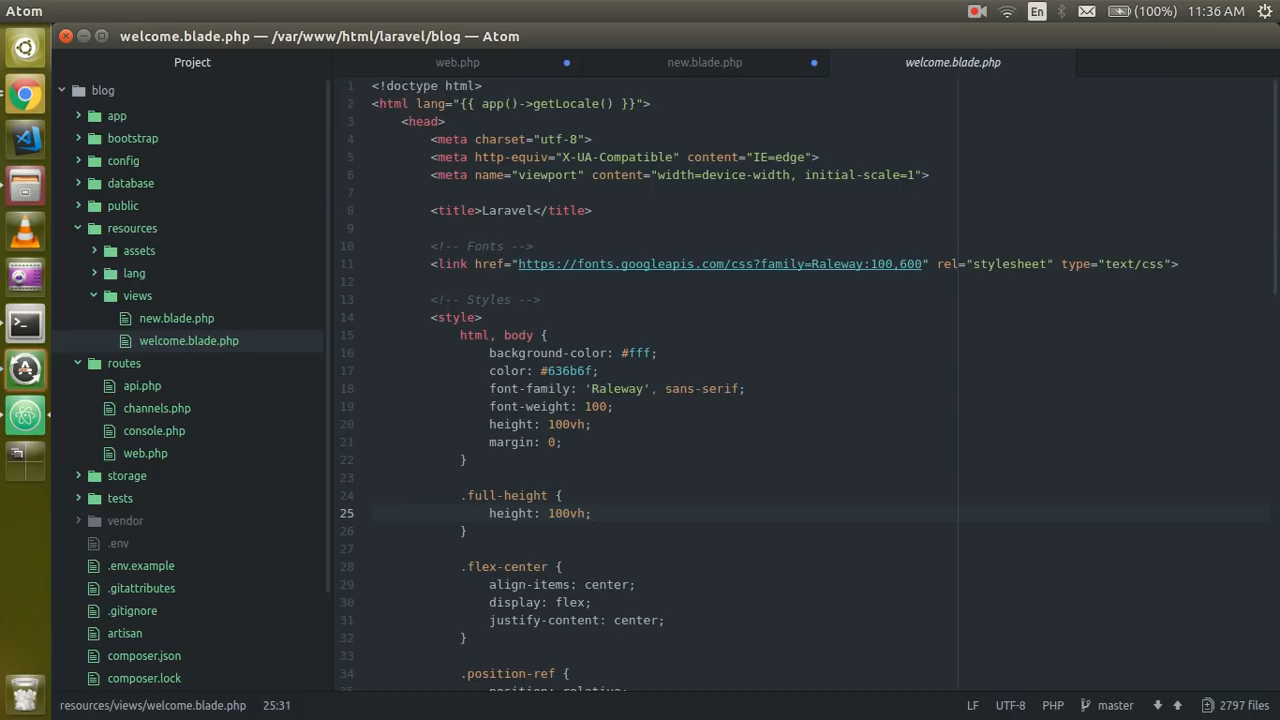 Atom
En
(100%)
11:36 AM
welcome.blade.php — /var/www/html/laravel/blog — Atom
Project
web.php
new.blade.php
welcome.blade.php
blog
app
bootstrap
config
database
public
resources
assets
lang
views
new.blade.php
welcome.blade.php
routes
api.php
channels.php
console.php
web.php
storage
tests
vendor
.env
.env.example
.gitattributes
.gitignore
artisan
composer.json
composer.lock
1 <!doctype html>
2 <html lang="{{ app()->getLocale() }}">
3 <head>
4 <meta charset="utf-8">
5 <meta http-equiv="X-UA-Compatible" content="IE=edge">
6 <meta name="viewport" content="width=device-width, initial-scale=1">
7
8 <title>Laravel</title>
9
10 <!-- Fonts -->
11 <link href="https://fonts.googleapis.com/css?family=Raleway:100,600" rel="stylesheet" type="text/css">
12
13 <!-- Styles -->
14 <style>
15 html, body {
16 background-color: #fff;
17 color: #636b6f;
18 font-family: 'Raleway', sans-serif;
19 font-weight: 100;
20 height: 100vh;
21 margin: 0;
22 }
23
24 .full-height {
25 height: 100vh;
26 }
27
28 .flex-center {
29 align-items: center;
30 display: flex;
31 justify-content: center;
32 }
33
34 .position-ref {
35 position: relative;
resources/views/welcome.blade.php 25:31
LF UTF-8 PHP master 2797 files